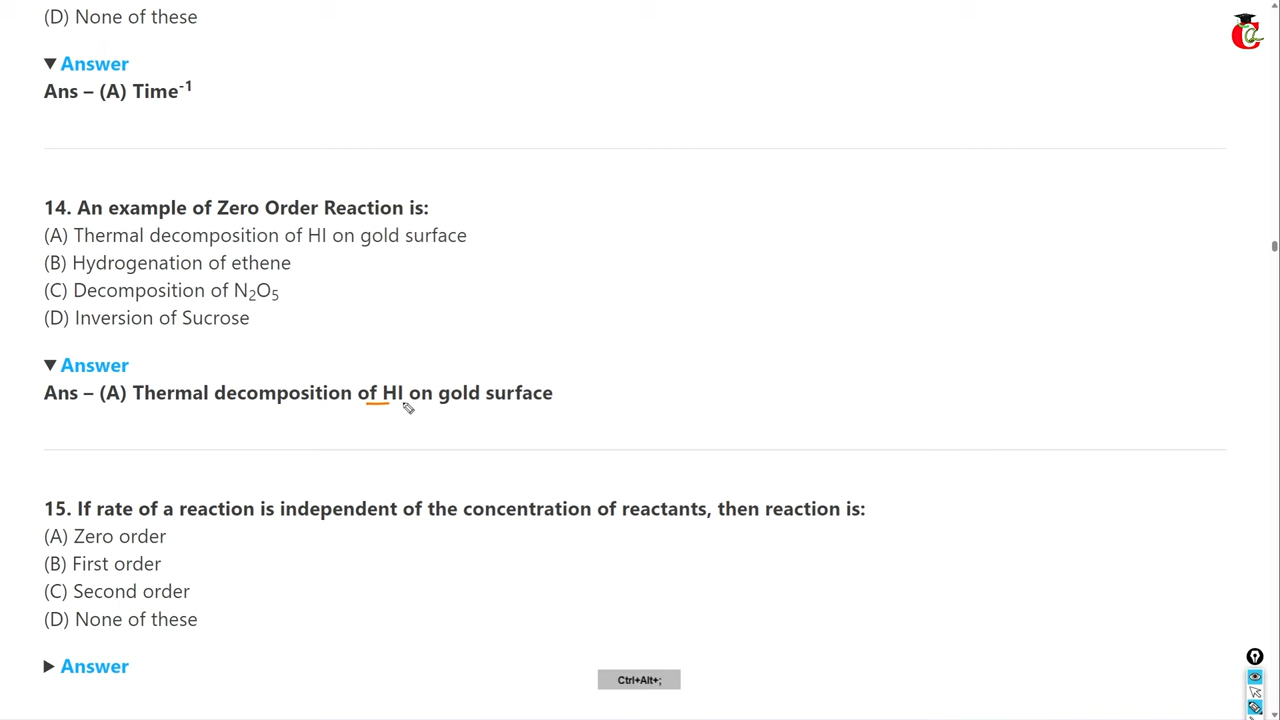 (D) None of these
Answer
Ans – (A) Time⁻¹
14. An example of Zero Order Reaction is:
(A) Thermal decomposition of HI on gold surface
(B) Hydrogenation of ethene
(C) Decomposition of N₂O₅
(D) Inversion of Sucrose
Answer
Ans – (A) Thermal decomposition of HI on gold surface
15. If rate of a reaction is independent of the concentration of reactants, then reaction is:
(A) Zero order
(B) First order
(C) Second order
(D) None of these
Answer
Ctrl+Alt+;